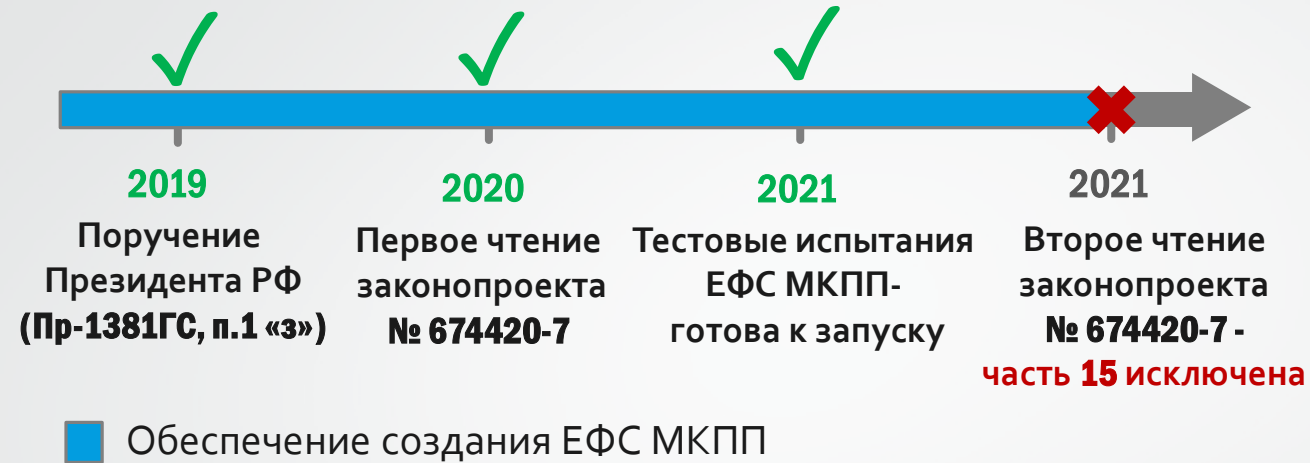 2019
Поручение
Президента РФ
(Пр-1381ГС, п.1 «з»)
2020
Первое чтение
законопроекта
№ 674420-7
2021
Тестовые испытания
ЕФС МКПП-
готова к запуску
2021
Второе чтение
законопроекта
№ 674420-7 -
часть 15 исключена
Обеспечение создания ЕФС МКПП